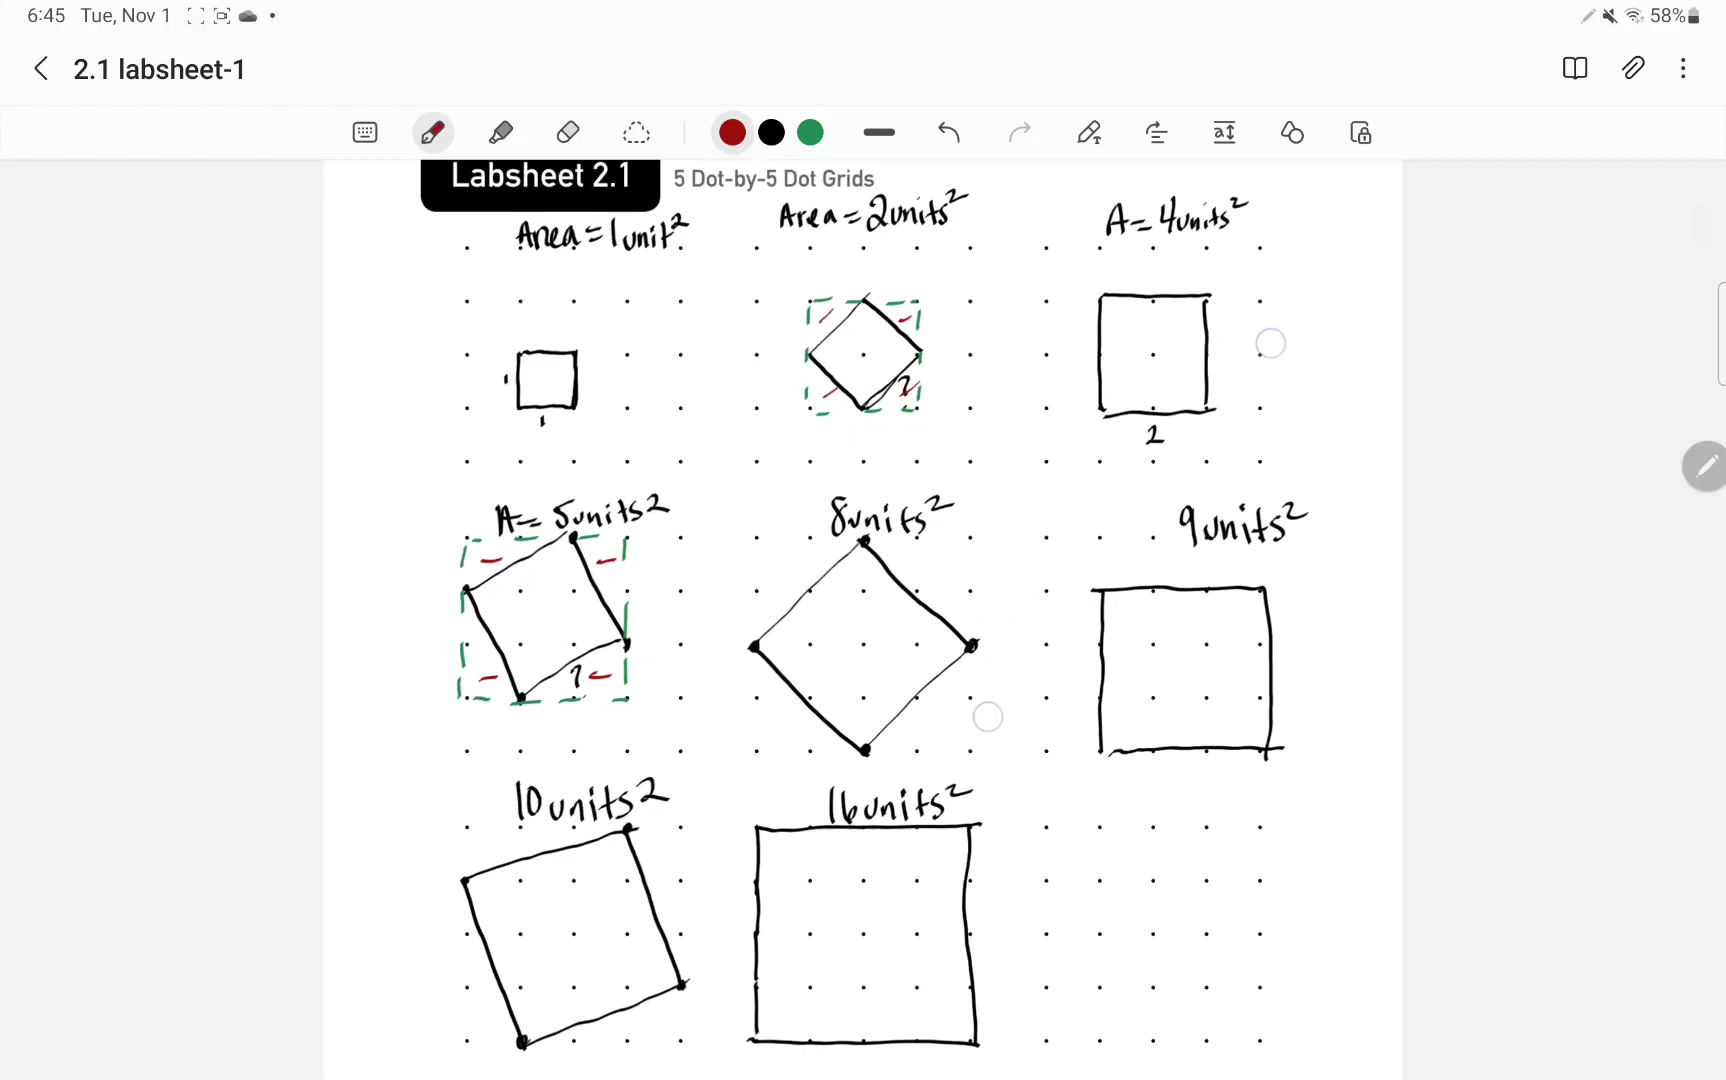 6:45 Tue, Nov 1
58%
2.1 labsheet-1
Labsheet 2.1 5 Dot-by-5 Dot Grids
Area = 1 unit²
Area = 2 units²
A = 4 units²
1
1
?
2
A = 5 units²
8 units²
9 units²
?
10 units²
16 units²